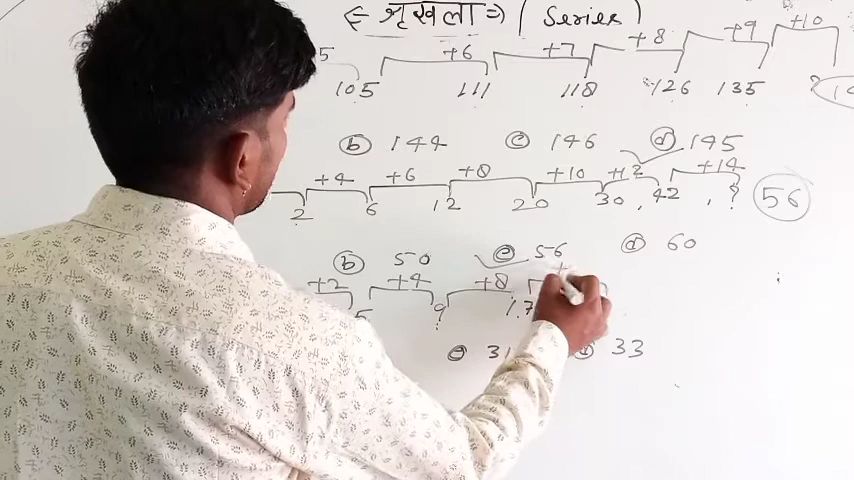 ⇐ श्रृंखला ⇒ ( Series )
5 +6 +7 +8 +9 +10
105 111 118 126 135 ?
ⓑ 144 ⓒ 146 ⓓ 145
+4 +6 +8 +10 +12 +14
2 6 12 20 30 , 42 , ? 56
ⓑ 50 ⓒ 56 ⓓ 60
+2 +4 +8
5 9 17
33